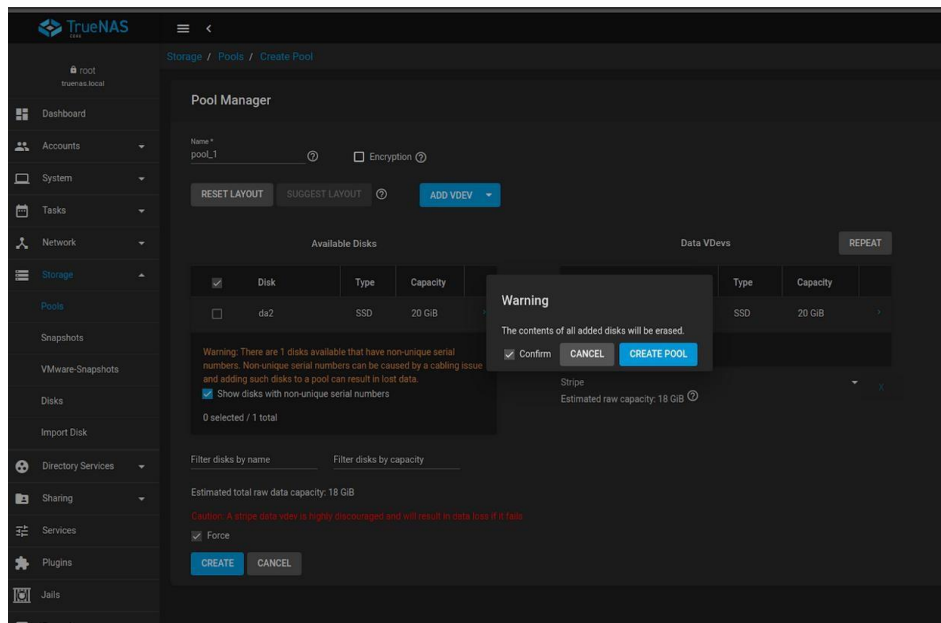 TrueNAS
CORE
root
truenas.local
Dashboard
Accounts
System
Tasks
Network
Storage
Pools
Snapshots
VMware-Snapshots
Disks
Import Disk
Directory Services
Sharing
Services
Plugins
Jails
Storage / Pools / Create Pool
Pool Manager
Name *
pool_1
Encryption
RESET LAYOUT
SUGGEST LAYOUT
ADD VDEV
Available Disks
Disk Type Capacity
da2 SSD 20 GiB
Warning: There are 1 disks available that have non-unique serial
numbers. Non-unique serial numbers can be caused by a cabling issue
and adding such disks to a pool can result in lost
data.
Show disks with non-unique serial numbers
0 selected / 1 total
Data VDevs
REPEAT
Type Capacity
SSD 20 GiB
Stripe
X
Estimated raw capacity: 18 GiB
Warning
The contents of all added disks will be erased.
Confirm
CANCEL
CREATE POOL
Filter disks by name
Filter disks by capacity
Estimated total raw data capacity: 18 GiB
Caution: A stripe data vdev is highly discouraged and will result in data loss if it fails
Force
CREATE
CANCEL